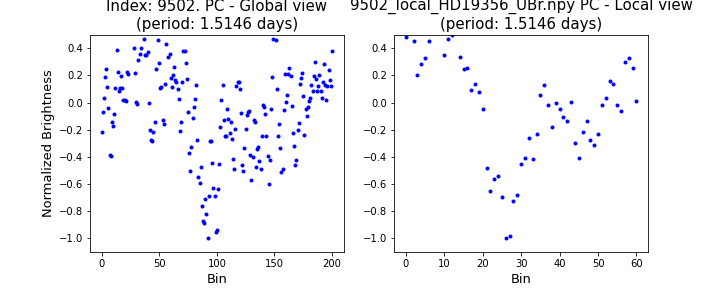 Index: 9502. PC - Global view
(period: 1.5146 days)
9502_local_HD19356_UBr.npy PC - Local view
(period: 1.5146 days)
Normalized Brightness
0.4
0.2
0.0
−0.2
−0.4
−0.6
−0.8
−1.0
0 50 100 150 200
Bin
0.4
0.2
0.0
−0.2
−0.4
−0.6
−0.8
−1.0
0 10 20 30 40 50 60
Bin